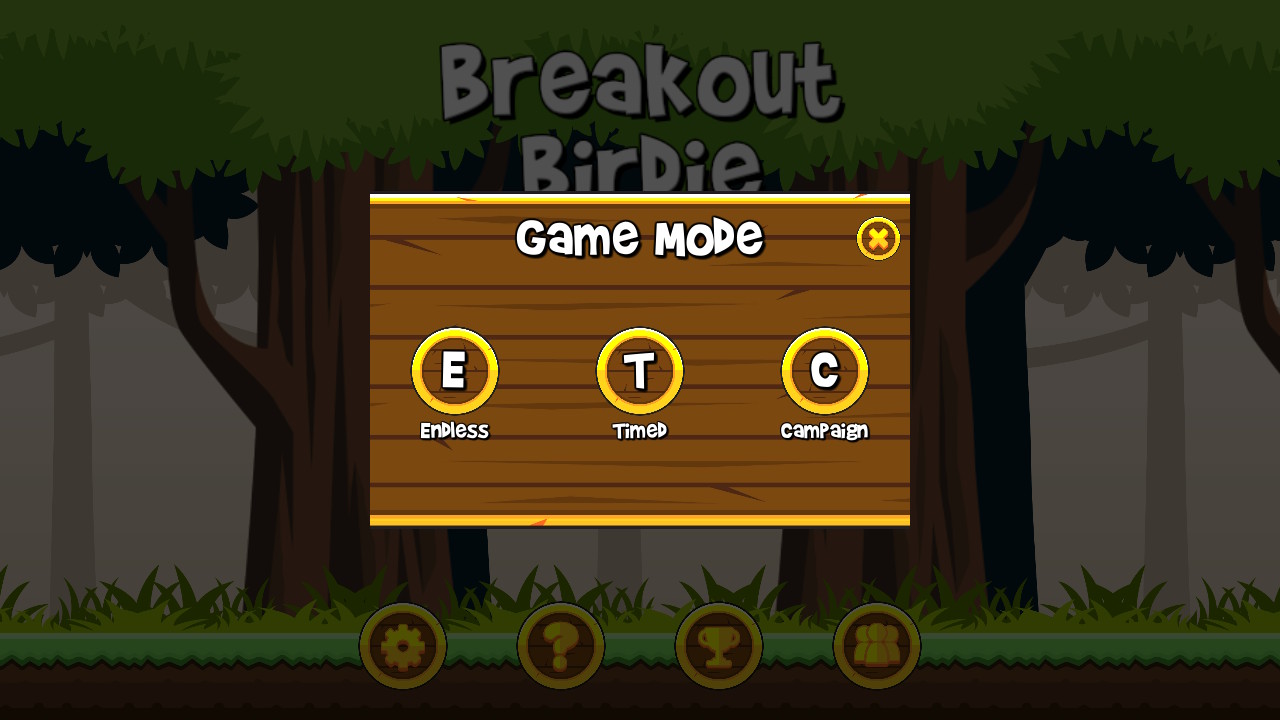 Breakout
Birdie
Game Mode
E
T
C
Endless
Timed
Campaign